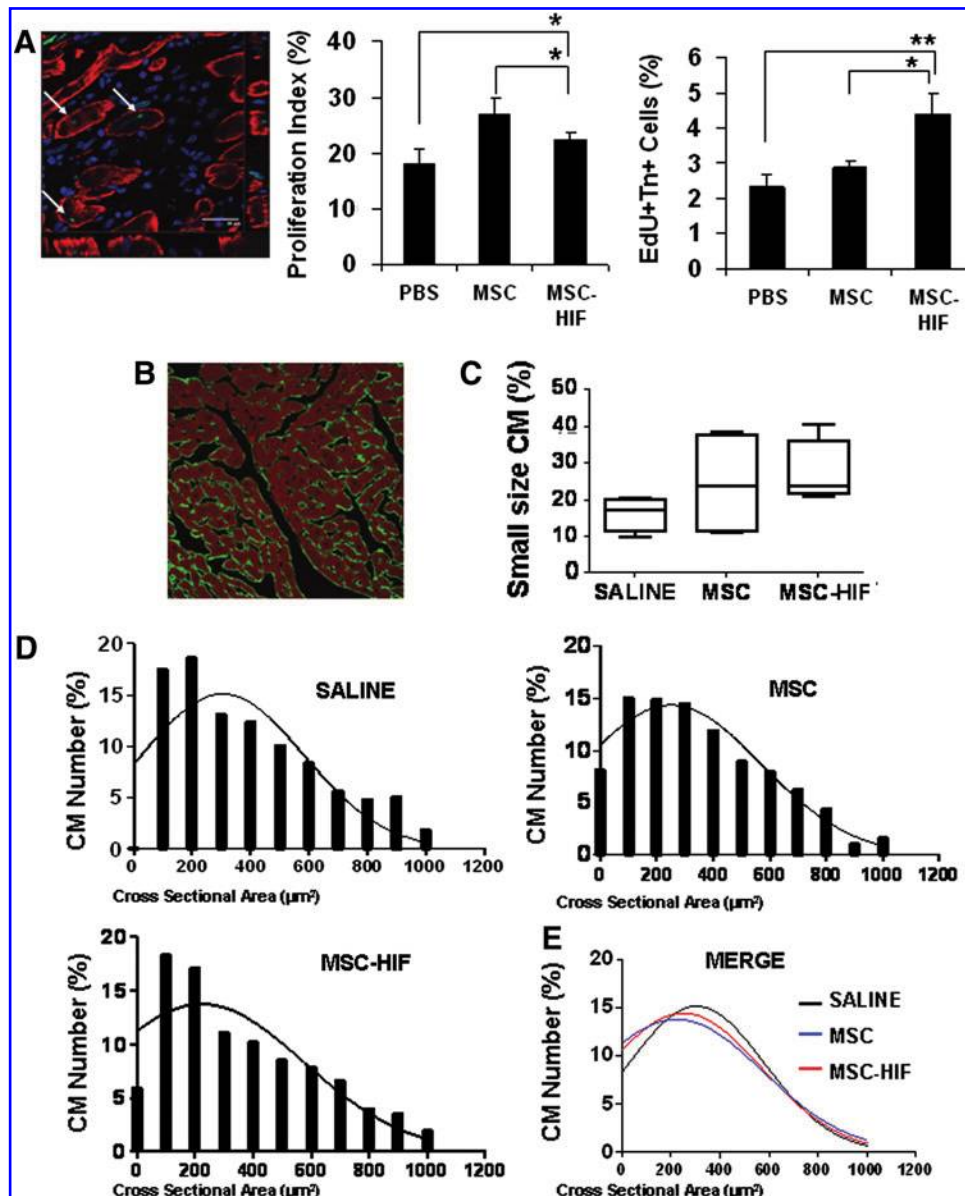 A
Proliferation Index (%)
40
30
20
10
0
PBS
MSC
MSC-
HIF
*
*
EdU+Tn+ Cells (%)
6
5
4
3
2
1
0
PBS
MSC
MSC-
HIF
**
*
B
C
Small size CM (%)
50
40
30
20
10
0
SALINE
MSC
MSC-HIF
D
CM Number (%)
20
15
10
5
0
SALINE
0 200 400 600 800 1000 1200
Cross Sectional Area (µm²)
CM Number (%)
20
15
10
5
0
MSC
0 200 400 600 800 1000 1200
Cross Sectional Area (µm²)
CM Number (%)
20
15
10
5
0
MSC-HIF
0 200 400 600 800 1000 1200
Cross Sectional Area (µm²)
E
CM Number (%)
20
15
10
5
0
MERGE
SALINE
MSC
MSC-HIF
0 200 400 600 800 1000 1200
Cross Sectional Area (µm²)